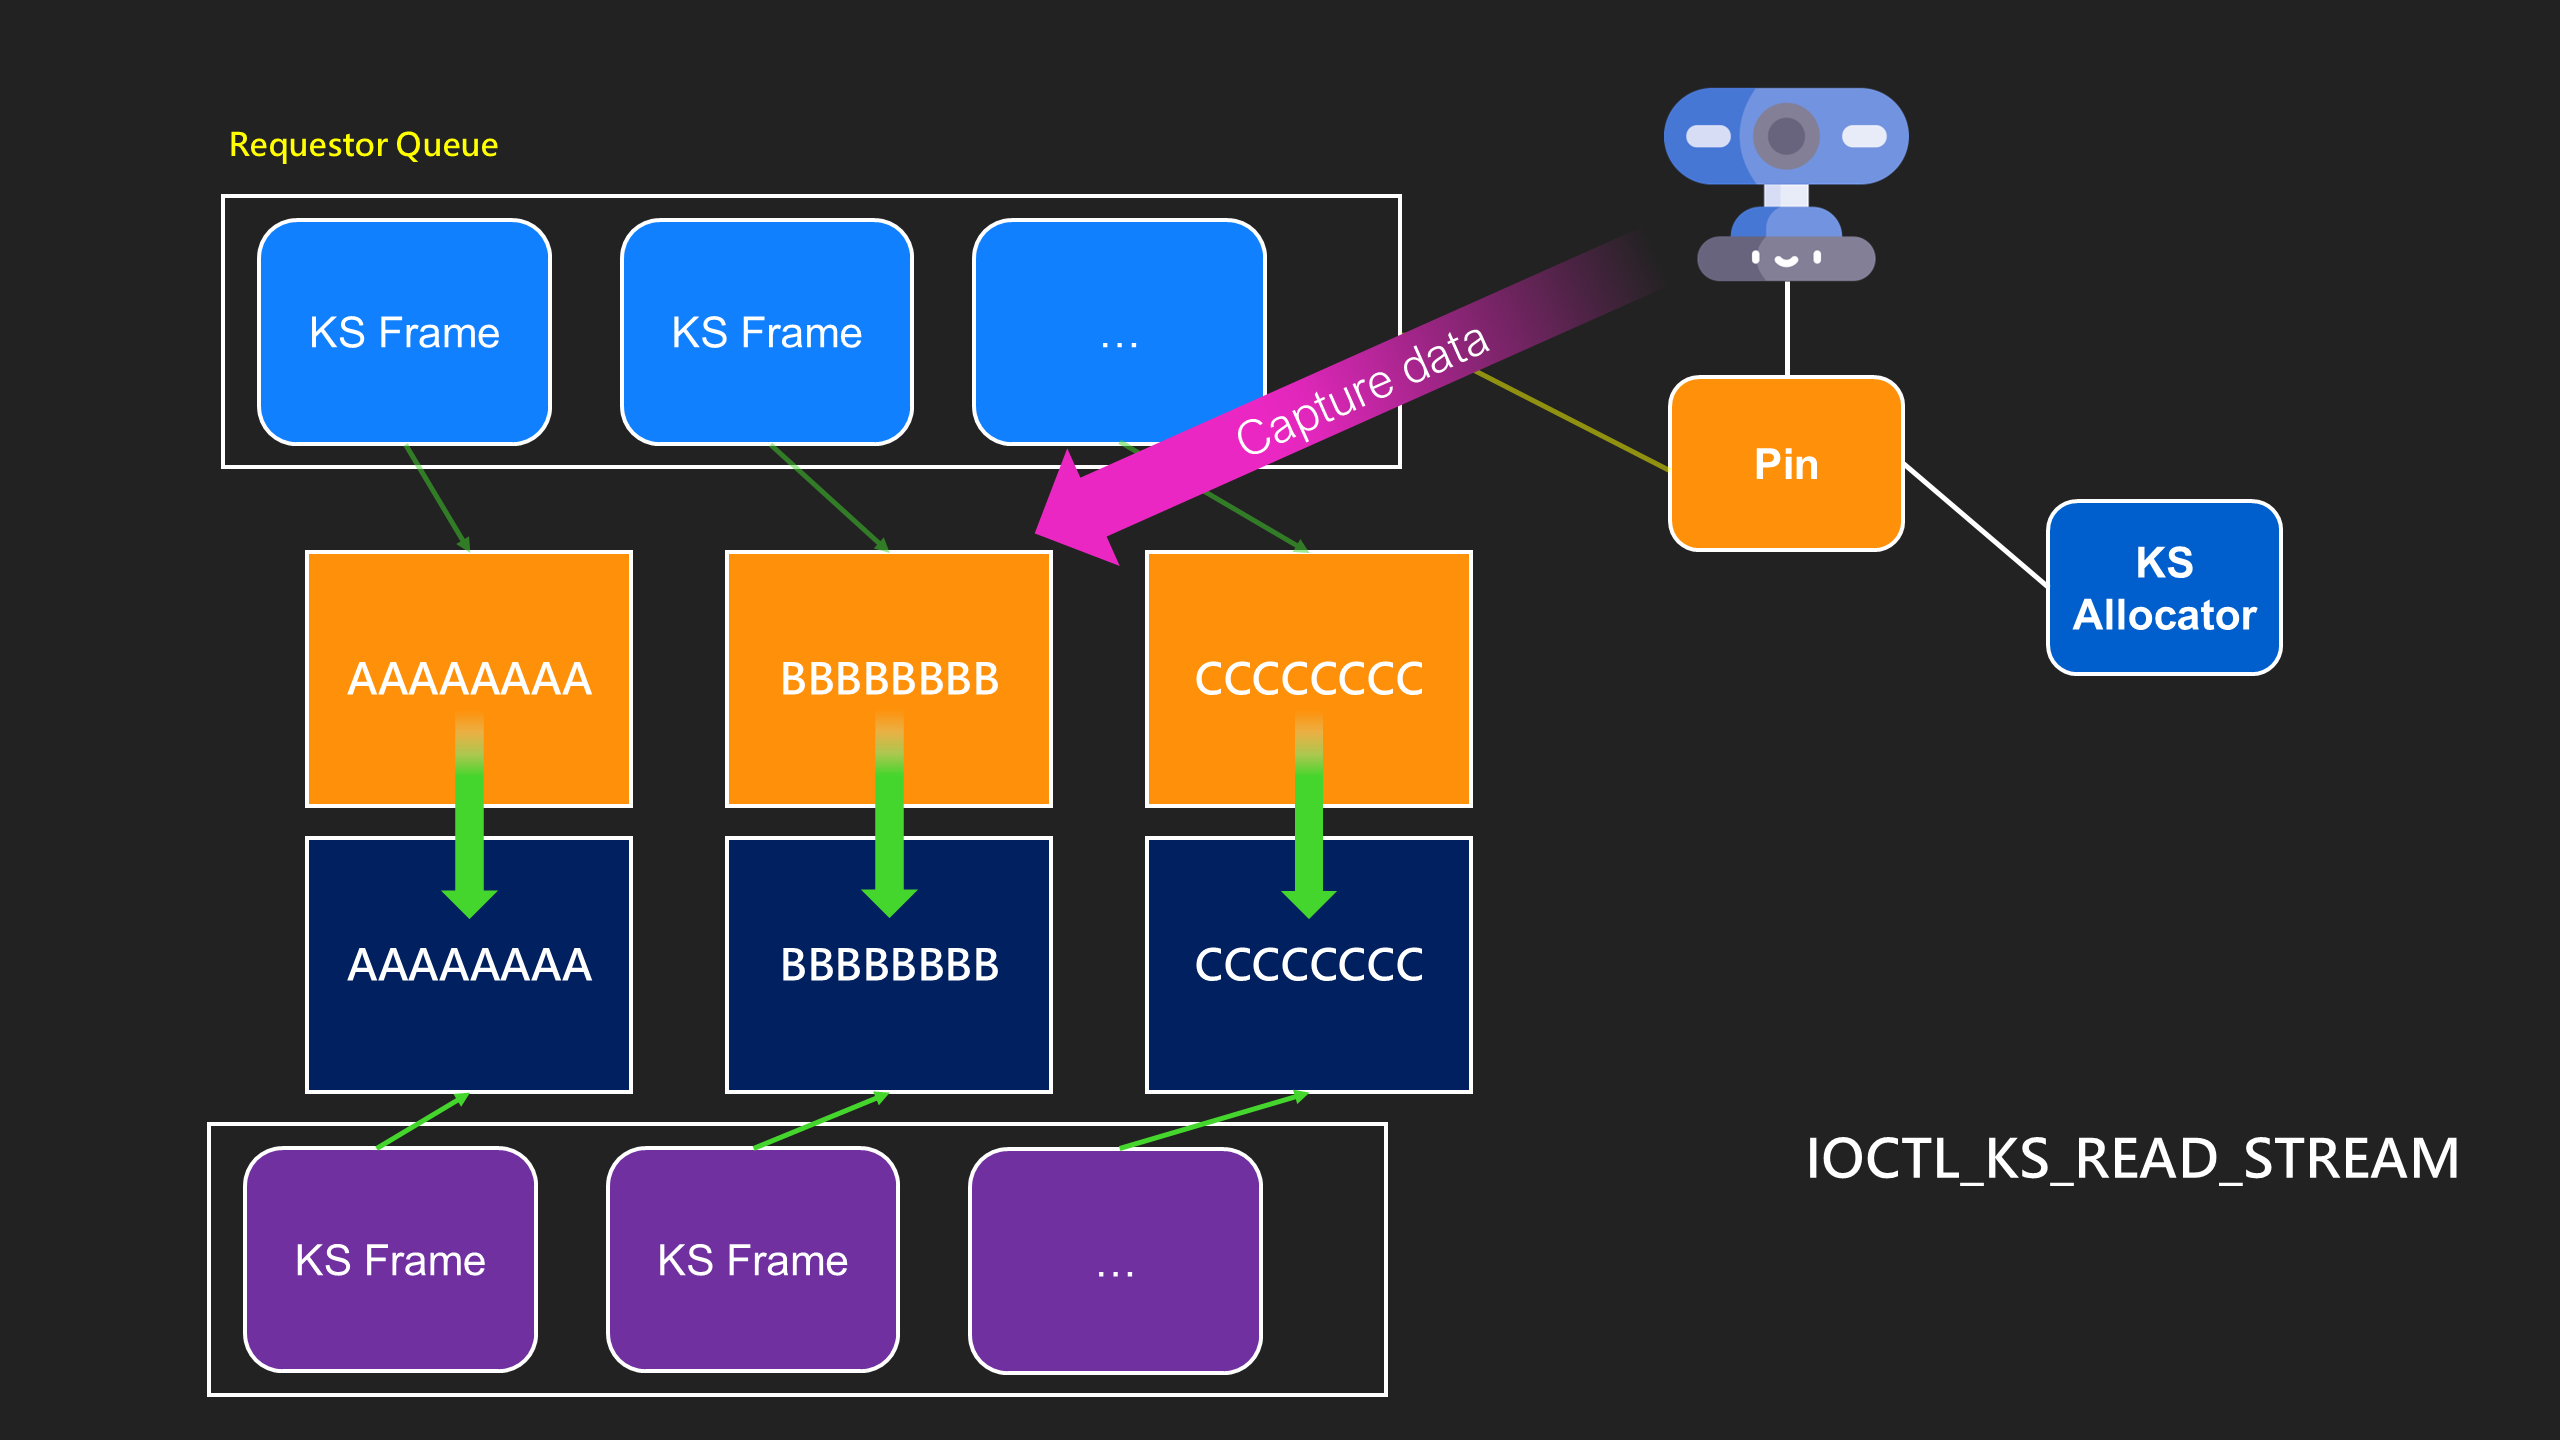 Requestor Queue
KS Frame
KS Frame
...
Capture data
Pin
KS
Allocator
AAAAAAAA
BBBBBBBB
CCCCCCCC
AAAAAAAA
BBBBBBBB
CCCCCCCC
IOCTL_KS_READ_STREAM
KS Frame
KS Frame
...